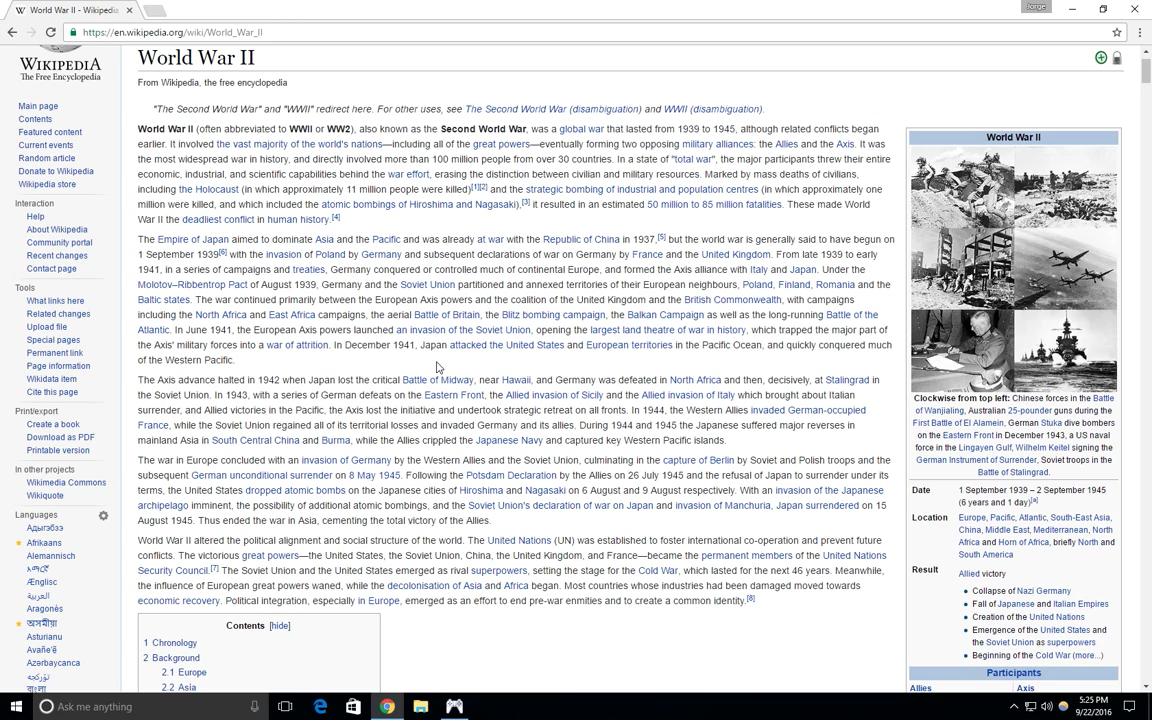 World War II - Wikipedia
Jorge
https://en.wikipedia.org/wiki/World_War_II
WIKIPEDIA
The Free Encyclopedia
Main page
Contents
Featured content
Current events
Random article
Donate to Wikipedia
Wikipedia store
Interaction
Help
About Wikipedia
Community portal
Recent changes
Contact page
Tools
What links here
Related changes
Upload file
Special pages
Permanent link
Page information
Wikidata item
Cite this page
Print/export
Create a book
Download as PDF
Printable version
In other projects
Wikimedia Commons
Wikiquote
Languages
Адыгэбзэ
Afrikaans
Alemannisch
አማርኛ
Ænglisc
العربية
Aragonés
অসমীয়া
Asturianu
Avañe'ẽ
Azərbaycanca
تۆرکجه
বাংলা
World War II
From Wikipedia, the free encyclopedia
"The Second World War" and "WWII" redirect here. For other uses, see The Second World War (disambiguation) and WWII (disambiguation).
World War II (often abbreviated to WWII or WW2), also known as the Second World War, was a global war that lasted from 1939 to 1945, although related conflicts began
earlier. It involved the vast majority of the world's nations—including all of the great powers—eventually forming two opposing military alliances: the Allies and the Axis. It was
the most widespread war in history, and directly involved more than 100 million people from over 30 countries. In a state of "total war", the major participants threw their entire
economic, industrial, and scientific capabilities behind the war effort, erasing the distinction between civilian and military resources. Marked by mass deaths of civilians,
including the Holocaust (in which approximately 11 million people were killed)[1][2] and the strategic bombing of industrial and population centres (in which approximately one
million were killed, and which included the atomic bombings of Hiroshima and Nagasaki),[3] it resulted in an estimated 50 million to 85 million fatalities. These made World
War II the deadliest conflict in human history.[4]
The Empire of Japan aimed to dominate Asia and the Pacific and was already at war with the Republic of China in 1937,[5] but the world war is generally said to have begun on
1 September 1939[6] with the invasion of Poland by Germany and subsequent declarations of war on Germany by France and the United Kingdom. From late 1939 to early
1941, in a series of campaigns and treaties, Germany conquered or controlled much of continental Europe, and formed the Axis alliance with Italy and Japan. Under the
Molotov–Ribbentrop Pact of August 1939, Germany and the Soviet Union partitioned and annexed territories of their European neighbours, Poland, Finland, Romania and the
Baltic states. The war continued primarily between the European Axis powers and the coalition of the United Kingdom and the British Commonwealth, with campaigns
including the North Africa and East Africa campaigns, the aerial Battle of Britain, the Blitz bombing campaign, the Balkan Campaign as well as the long-running Battle of the
Atlantic. In June 1941, the European Axis powers launched an invasion of the Soviet Union, opening the largest land theatre of war in history, which trapped the major part of
the Axis' military forces into a war of attrition. In December 1941, Japan attacked the United States and European territories in the Pacific Ocean, and quickly conquered much
of the Western Pacific.
The Axis advance halted in 1942 when Japan lost the critical Battle of Midway, near Hawaii, and Germany was defeated in North Africa and then, decisively, at Stalingrad in
the Soviet Union. In 1943, with a series of German defeats on the Eastern Front, the Allied invasion of Sicily and the Allied invasion of Italy which brought about Italian
surrender, and Allied victories in the Pacific, the Axis lost the initiative and undertook strategic retreat on all fronts. In 1944, the Western Allies invaded German-occupied
France, while the Soviet Union regained all of its territorial losses and invaded Germany and its allies. During 1944 and 1945 the Japanese suffered major reverses in
mainland Asia in South Central China and Burma, while the Allies crippled the Japanese Navy and captured key Western Pacific islands.
The war in Europe concluded with an invasion of Germany by the Western Allies and the Soviet Union, culminating in the capture of Berlin by Soviet and Polish troops and the
subsequent German unconditional surrender on 8 May 1945. Following the Potsdam Declaration by the Allies on 26 July 1945 and the refusal of Japan to surrender under its
terms, the United States dropped atomic bombs on the Japanese cities of Hiroshima and Nagasaki on 6 August and 9 August respectively. With an invasion of the Japanese
archipelago imminent, the possibility of additional atomic bombings, and the Soviet Union's declaration of war on Japan and invasion of Manchuria, Japan surrendered on 15
August 1945. Thus ended the war in Asia, cementing the total victory of the Allies.
World War II altered the political alignment and social structure of the world. The United Nations (UN) was established to foster international co-operation and prevent future
conflicts. The victorious great powers—the United States, the Soviet Union, China, the United Kingdom, and France—became the permanent members of the United Nations
Security Council.[7] The Soviet Union and the United States emerged as rival superpowers, setting the stage for the Cold War, which lasted for the next 46 years. Meanwhile,
the influence of European great powers waned, while the decolonisation of Asia and Africa began. Most countries whose industries had been damaged moved towards
economic recovery. Political integration, especially in Europe, emerged as an effort to end pre-war enmities and to create a common identity.[8]
Contents [hide]
1 Chronology
2 Background
2.1 Europe
2.2 Asia
World War II
Clockwise from top left: Chinese forces in the Battle
of Wanjialing, Australian 25-pounder guns during the
First Battle of El Alamein, German Stuka dive bombers
on the Eastern Front in December 1943, a US naval
force in the Lingayen Gulf, Wilhelm Keitel signing the
German Instrument of Surrender, Soviet troops in the
Battle of Stalingrad.
Date 1 September 1939 – 2 September 1945
(6 years and 1 day)[a]
Location Europe, Pacific, Atlantic, South-East Asia,
China, Middle East, Mediterranean, North
Africa and Horn of Africa, briefly North and
South America
Result Allied victory
Collapse of Nazi Germany
Fall of Japanese and Italian Empires
Creation of the United Nations
Emergence of the United States and
the Soviet Union as superpowers
Beginning of the Cold War (more...)
Participants
Allies Axis
Ask me anything
5:25 PM
9/22/2016